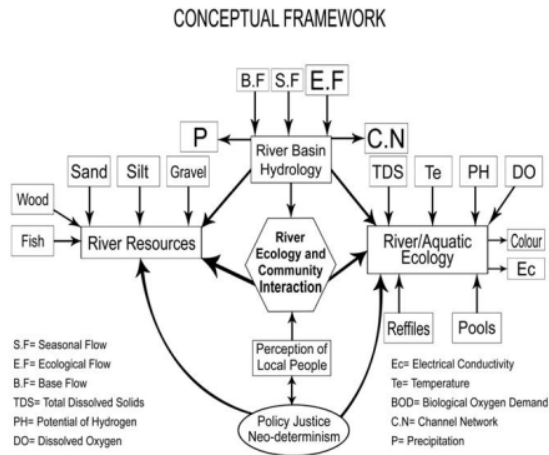 CONCEPTUAL FRAMEWORK
B.F
S.F
E.F
P
C.N
River Basin
Hydrology
Sand
Silt
Gravel
TDS
Te
PH
DO
Wood
Fish
River Resources
River
Ecology and
Community
Interaction
River/Aquatic
Ecology
Colour
Ec
Reffiles
Pools
Perception of
Local People
Policy Justice
Neo-determinism
S.F= Seasonal Flow
E.F= Ecological Flow
B.F= Base Flow
TDS= Total Dissolved Solids
PH= Potential of Hydrogen
DO= Dissolved Oxygen
Ec= Electrical Conductivity
Te= Temperature
BOD= Biological Oxygen Demand
C.N= Channel Network
P= Precipitation